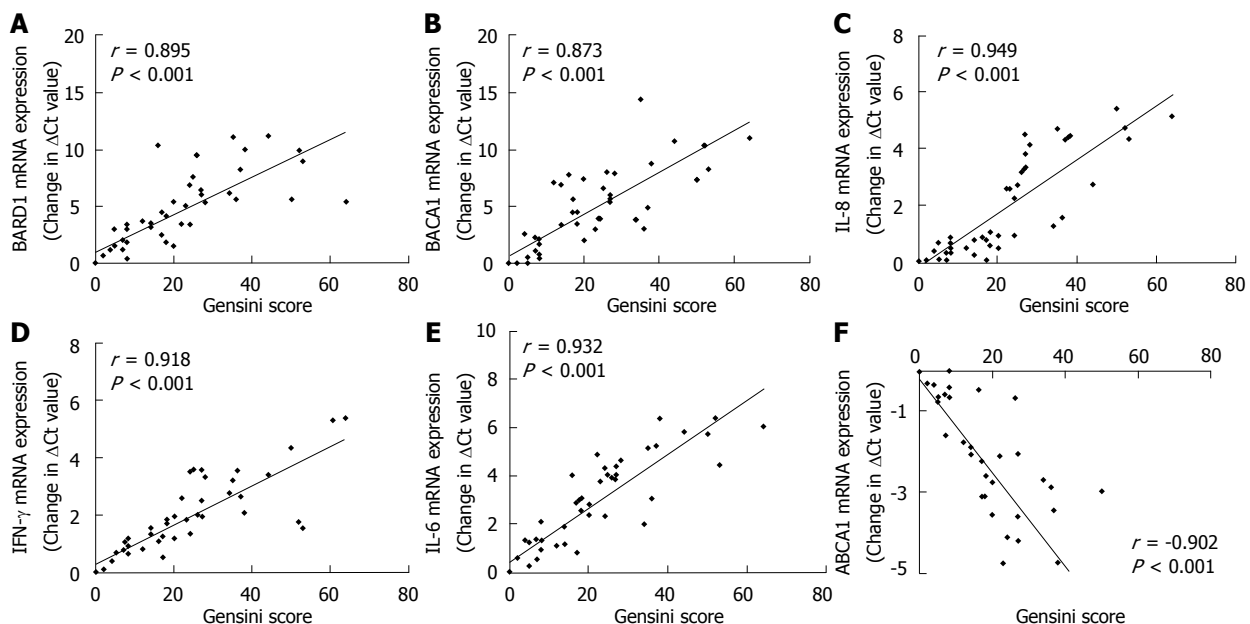 A
BARD1 mRNA expression
(Change in ΔCt value)
r = 0.895
P < 0.001
20
15
10
5
0
0 20 40 60 80
Gensini score
B
BACA1 mRNA expression
(Change in ΔCt value)
r = 0.873
P < 0.001
20
15
10
5
0
0 20 40 60 80
Gensini score
C
IL-8 mRNA expression
(Change in ΔCt value)
r = 0.949
P < 0.001
8
6
4
2
0
0 20 40 60 80
Gensini score
D
IFN-γ mRNA expression
(Change in ΔCt value)
r = 0.918
P < 0.001
8
6
4
2
0
0 20 40 60 80
Gensini score
E
IL-6 mRNA expression
(Change in ΔCt value)
r = 0.932
P < 0.001
10
8
6
4
2
0
0 20 40 60 80
Gensini score
F
ABCA1 mRNA expression
(Change in ΔCt value)
0 20 40 60 80
-1
-3
-5
r = -0.902
P < 0.001
Gensini score